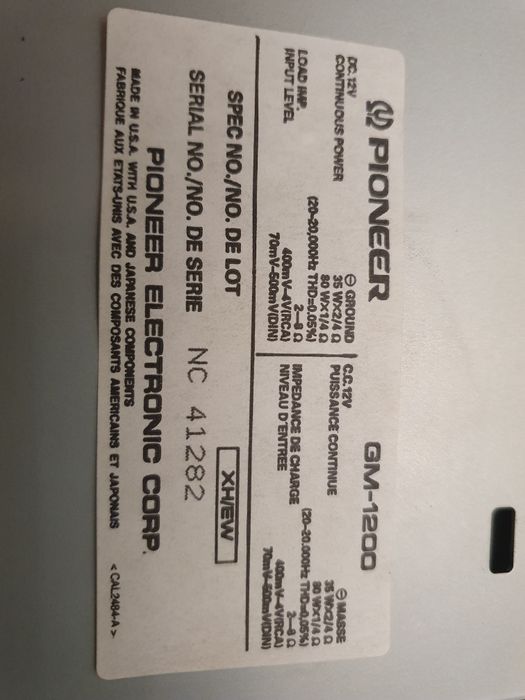 PIONEER GM-1200
DC. 12V ⊖ GROUND
CONTINUOUS POWER 35 W×2/4 Ω
80 W×1/4 Ω
(20-20,000Hz THD=0.05%)
LOAD IMP. 2—8 Ω
INPUT LEVEL 400mV-4V(RCA)
70mV-500mV(DIN)
C.C. 12V ⊖ MASSE
PUISSANCE CONTINUE 35 W×2/4 Ω
80 W×1/4 Ω
(20-20.000Hz THD=0.05%)
IMPEDANCE DE CHARGE 2—8 Ω
NIVEAU D'ENTREE 400mV-4V(RCA)
70mV-500mV(DIN)
SPEC NO./NO. DE LOT XH/EW
SERIAL NO./NO. DE SERIE NC 41282
PIONEER ELECTRONIC CORP.
MADE IN U.S.A. WITH U.S.A. AND JAPANESE COMPONENTS
FABRIQUE AUX ETATS-UNIS AVEC DES COMPOSANTS AMERICAINS ET JAPONAIS < CAL2484-A >